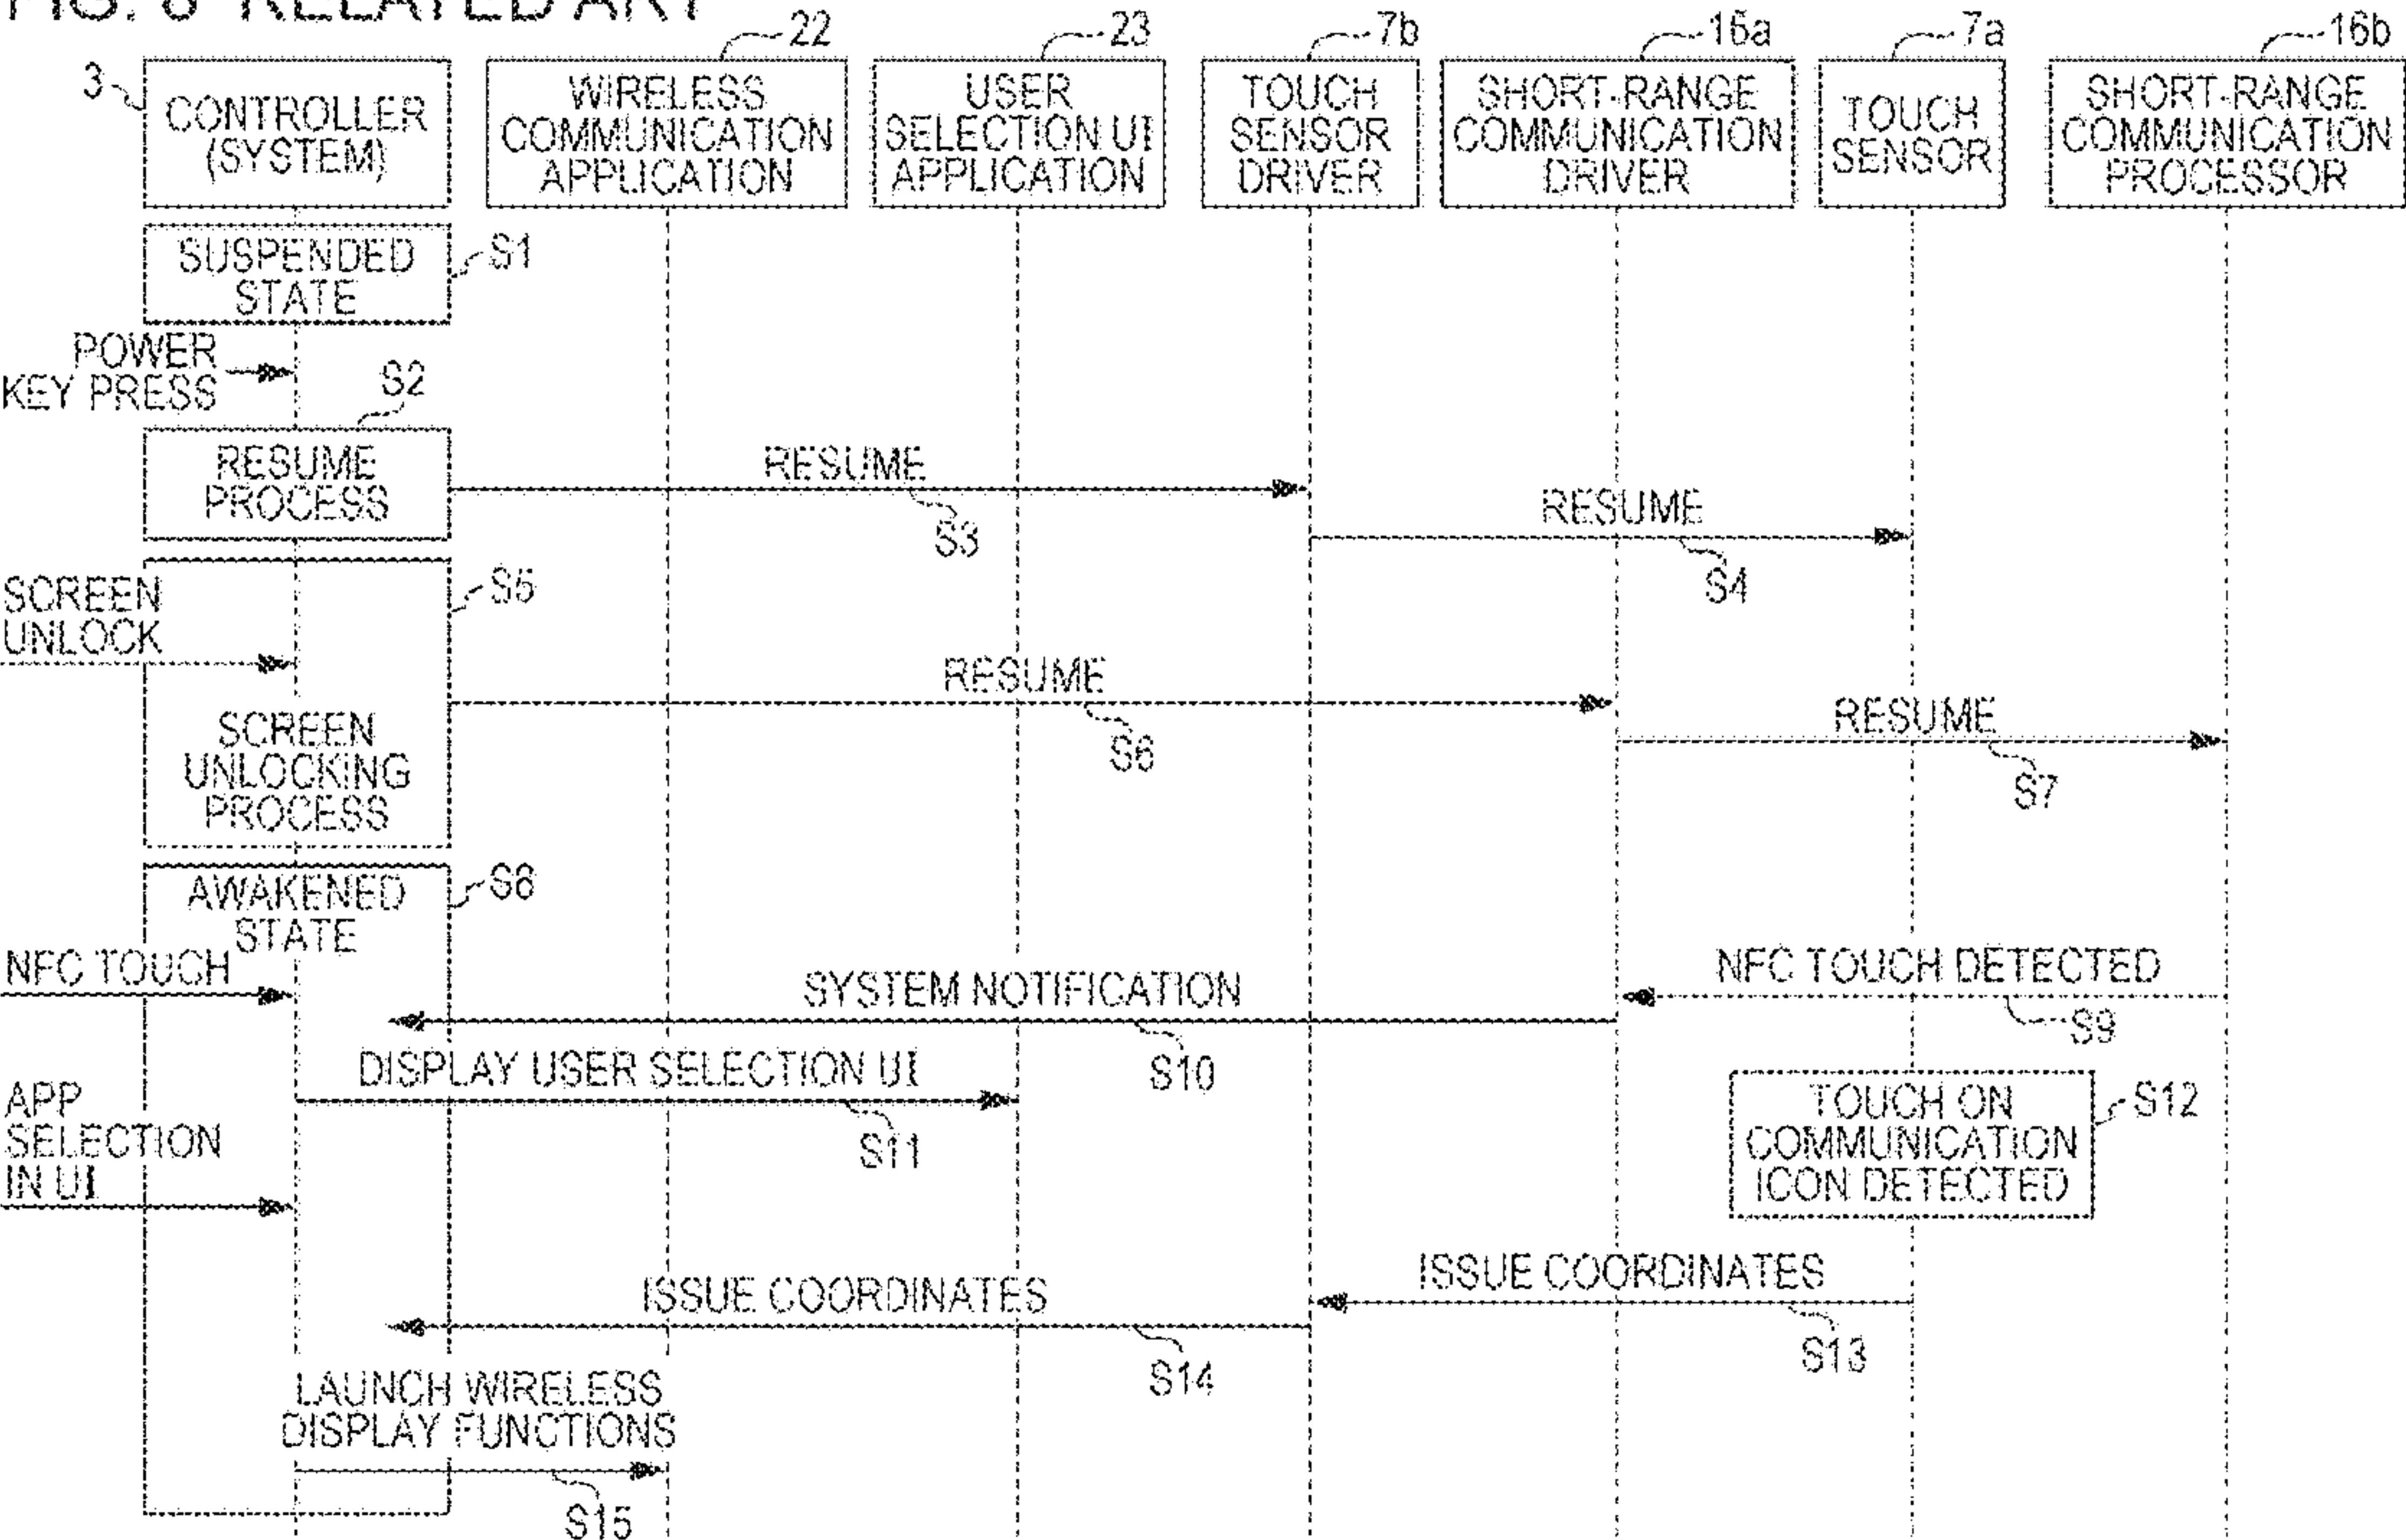 RELATED ART
22
23
7b
16a
7a
16b
3
CONTROLLER
(SYSTEM)
WIRELESS
COMMUNICATION
APPLICATION
USER
SELECTION UI
APPLICATION
TOUCH
SENSOR
DRIVER
SHORT-RANGE
COMMUNICATION
DRIVER
TOUCH
SENSOR
SHORT-RANGE
COMMUNICATION
PROCESSOR
SUSPENDED
STATE
S1
POWER
KEY PRESS
S2
RESUME
PROCESS
RESUME
S3
RESUME
S4
SCREEN
UNLOCK
S5
SCREEN
UNLOCKING
PROCESS
RESUME
S6
RESUME
S7
AWAKENED
STATE
NFC TOUCH
NFC TOUCH DETECTED
S9
SYSTEM NOTIFICATION
S10
DISPLAY USER SELECTION UI
S11
APP
SELECTION
IN UI
TOUCH ON
COMMUNICATION
ICON DETECTED
S12
ISSUE COORDINATES
S13
ISSUE COORDINATES
S14
LAUNCH WIRELESS
DISPLAY FUNCTIONS
S15